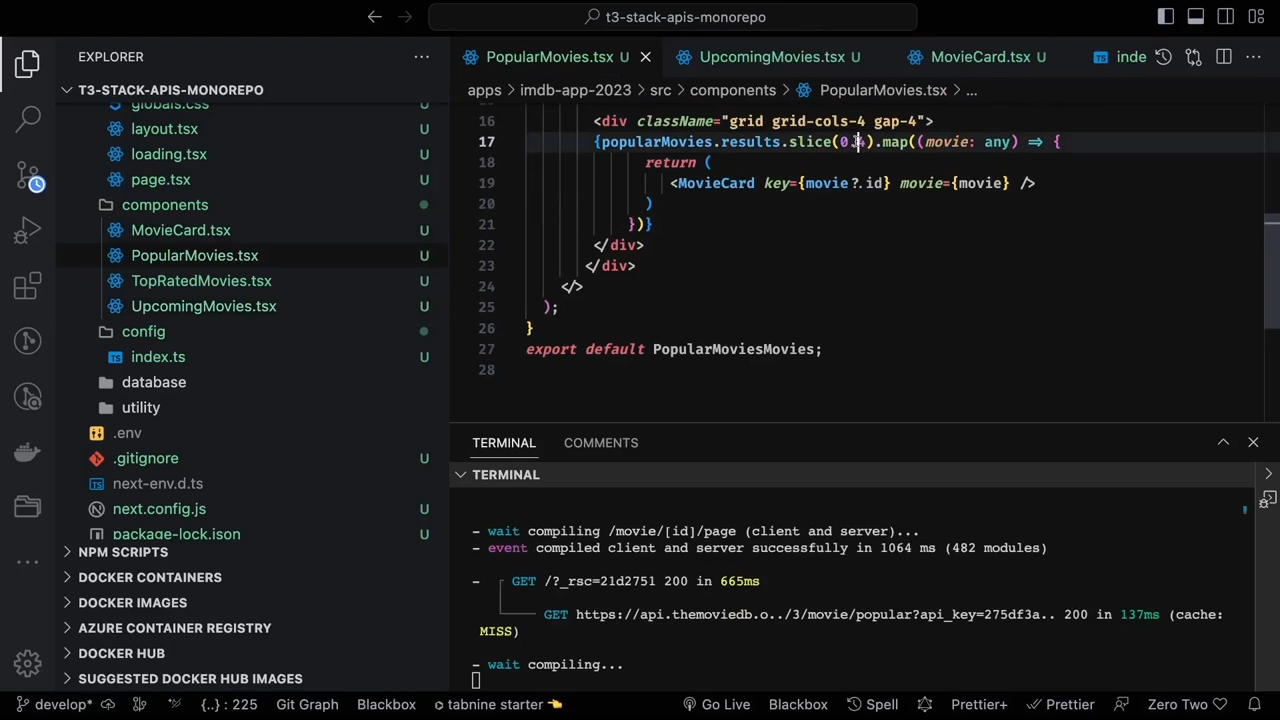 t3-stack-apis-monorepo
EXPLORER
T3-STACK-APIS-MONOREPO
globals.css
layout.tsx U
loading.tsx U
page.tsx U
components
MovieCard.tsx U
PopularMovies.tsx U
TopRatedMovies.tsx U
UpcomingMovies.tsx U
config
index.ts U
database
utility
.env
.gitignore U
next-env.d.ts
next.config.js U
package-lock.json U
NPM SCRIPTS
DOCKER CONTAINERS
DOCKER IMAGES
AZURE CONTAINER REGISTRY
DOCKER HUB
SUGGESTED DOCKER HUB IMAGES
PopularMovies.tsx U UpcomingMovies.tsx U MovieCard.tsx U inde
apps > imdb-app-2023 > src > components > PopularMovies.tsx > ...
16 <div className="grid grid-cols-4 gap-4">
17 {popularMovies.results.slice(0,4).map((movie: any) => {
18 return (
19 <MovieCard key={movie?.id} movie={movie} />
20 )
21 })}
22 </div>
23 </div>
24 </>
25 );
26 }
27 export default PopularMoviesMovies;
28
TERMINAL COMMENTS
TERMINAL
- wait compiling /movie/[id]/page (client and server)...
- event compiled client and server successfully in 1064 ms (482 modules)
- GET /?_rsc=21d2751 200 in 665ms
GET https://api.themoviedb.o../3/movie/popular?api_key=275df3a.. 200 in 137ms (cache:
MISS)
- wait compiling...
develop* {..} : 225 Git Graph Blackbox tabnine starter Go Live Blackbox Spell Prettier+ Prettier Zero Two